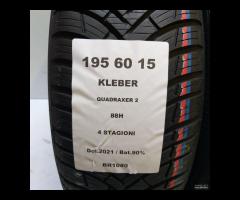 195 60 15
KLEBER
QUADRAXER 2
88H
4 STAGIONI
Dot.2021 / Bat.90%
BR1080